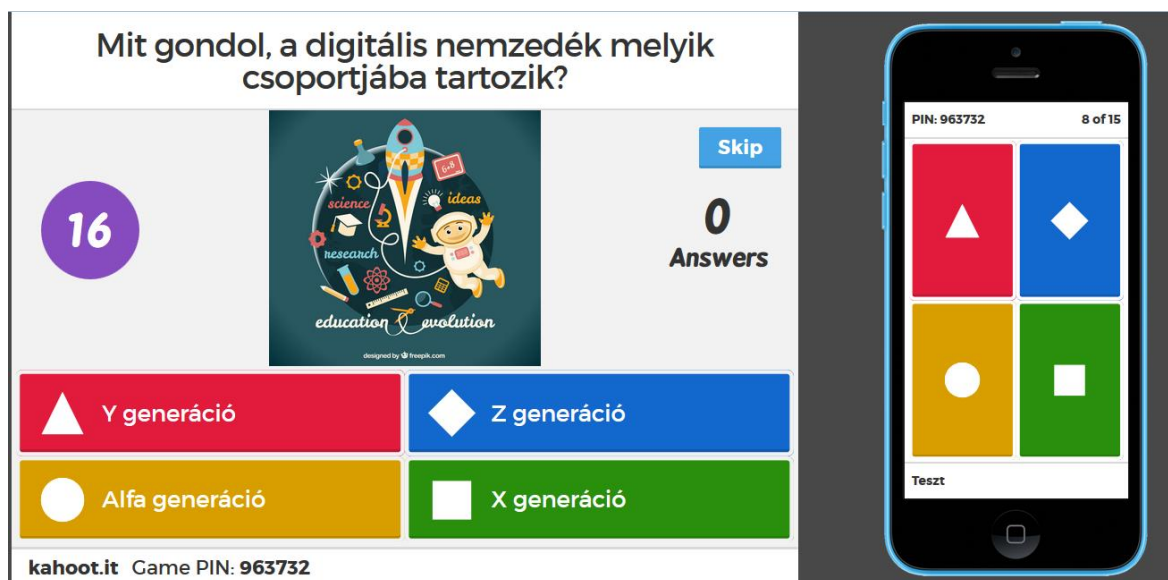 Mit gondol, a digitális nemzedék melyik
csoportjába tartozik?
16
Skip
0
Answers
6x8
science
ideas
research
education & evolution
designed by freepik.com
Y generáció
Z generáció
Alfa generáció
X generáció
kahoot.it Game PIN: 963732
PIN: 963732
8 of 15
Teszt